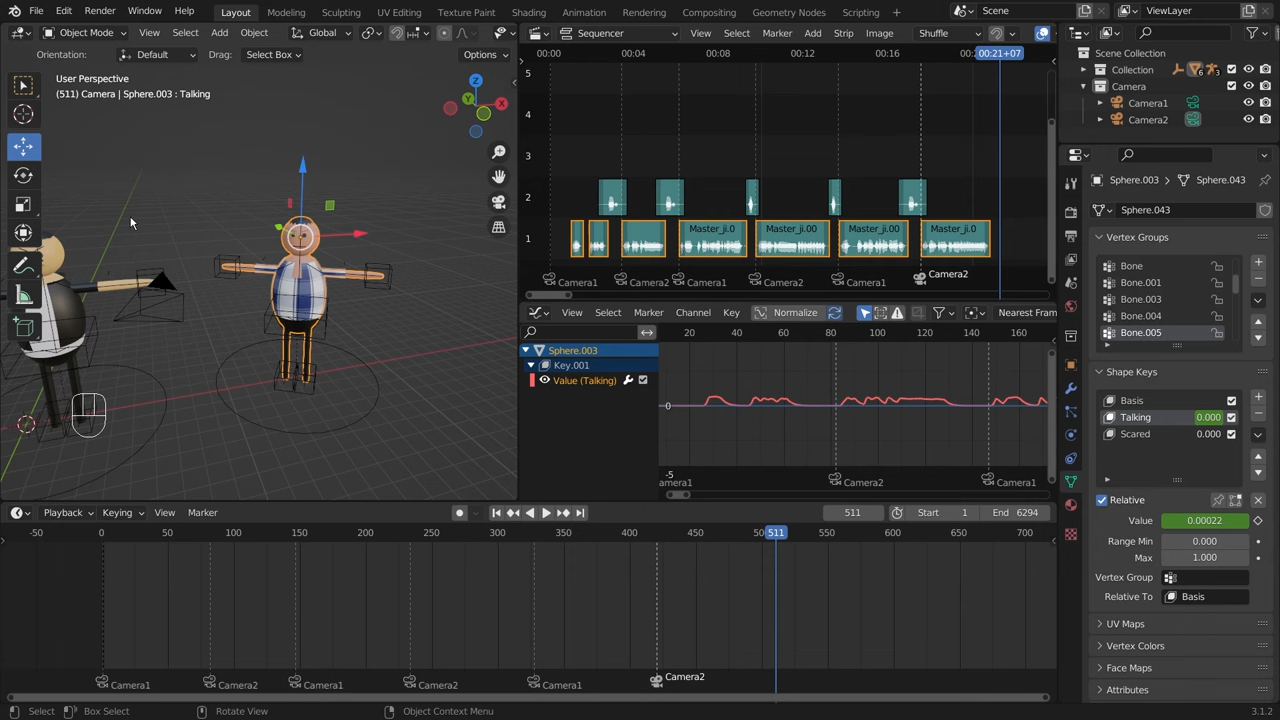 File Edit Render Window Help Layout Modeling Sculpting UV Editing Texture Paint Shading Animation Rendering Compositing Geometry Nodes Scripting Scene ViewLayer
Object Mode View Select Add Object Global Options
Orientation: Default Drag: Select Box
User Perspective
(511) Camera | Sphere.003 : Talking
Z
Y
X
Sequencer View Select Marker Add Strip Image Shuffle
00:00 00:04 00:08 00:12 00:16 00:21+07
5
4
3
2
1
Master_ji.0 Master_ji.00 Master_ji.00 Master_ji.0
Camera1 Camera2 Camera1 Camera2 Camera1 Camera2
View Select Marker Channel Key Normalize Nearest Fram
20 40 60 80 100 120 140 160
Sphere.003
Key.001
Value (Talking)
0
-5
amera1 Camera2 Camera1
Scene Collection
Collection 6 3
Camera
Camera1
Camera2
Sphere.003 Sphere.043
Sphere.043
Vertex Groups
Bone
Bone.001
Bone.003
Bone.004
Bone.005
Shape Keys
Basis
Talking 0.000
Scared 0.000
Relative
Value 0.00022
Range Min 0.000
Max 1.000
Vertex Group
Relative To Basis
UV Maps
Vertex Colors
Face Maps
Attributes
Playback Keying View Marker 511 Start 1 End 6294
-50 0 50 100 150 200 250 300 350 400 450 511 550 600 650 700
Camera1 Camera2 Camera1 Camera2 Camera1 Camera2
Select Box Select Rotate View Object Context Menu 3.1.2